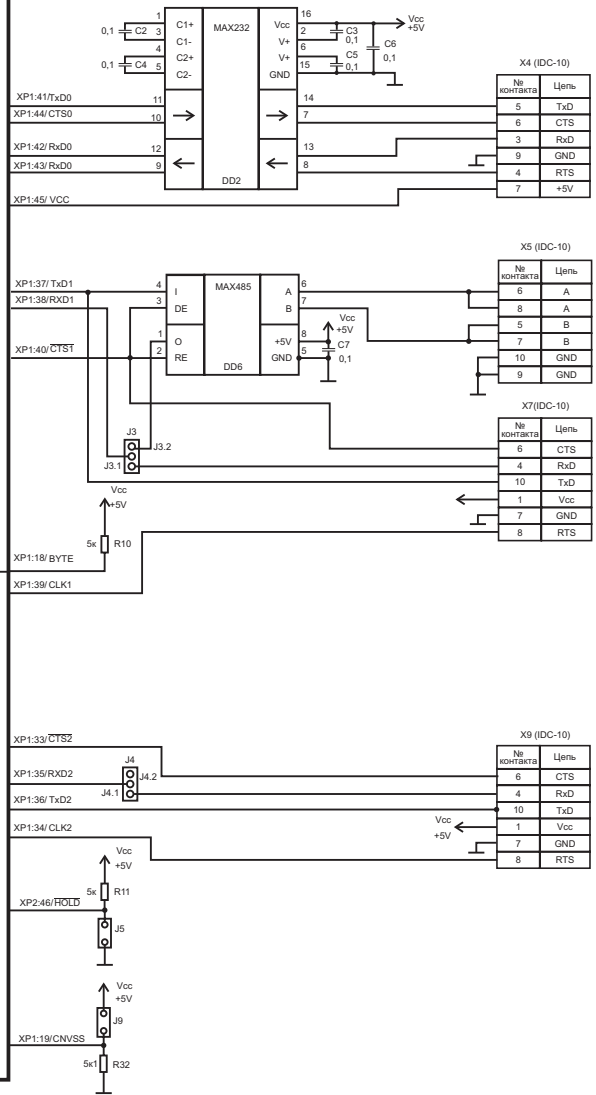 1 C1+ MAX232 Vcc 16 Vcc
+5V
0,1 C2 3 C1- V+ 2 C3 0,1
4 C2+ V+ 6 C6 0,1
0,1 C4 5 C2- GND 15 C5 0,1
X4 (IDC-10)
№ контакта Цепь
XP1:41/TxD0 11 14 5 TxD
XP1:44/ CTS0 10 7 6 CTS
XP1:42/ RxD0 12 13 3 RxD
9 GND
XP1:43/ RxD0 9 8 4 RTS
DD2
XP1:45/ VCC 7 +5V
X5 (IDC-10)
№ контакта Цепь
XP1:37/ TxD1 4 I MAX485 A 6 6 A
XP1:38/RXD1 3 DE B 7 8 A
5 B
Vcc
+5V
1 O +5V 8 C7 7 B
XP1:40/CTS1 2 RE GND 5 0,1 10 GND
DD6 9 GND
X7(IDC-10)
№ контакта Цепь
J3
J3.2 6 CTS
J3.1 4 RxD
10 TxD
Vcc
+5V
1 Vcc
7 GND
8 RTS
5к R10
XP1:18/ BYTE
XP1:39/ CLK1
X9 (IDC-10)
XP1:33/CTS2
№ контакта Цепь
J4
XP1:35/RXD2 J4.2 6 CTS
J4.1 4 RxD
XP1:36/ TxD2 10 TxD
XP1:34/ CLK2 Vcc
+5V
1 Vcc
7 GND
8 RTS
Vcc
+5V
5к R11
XP2:46/HOLD
J5
Vcc
+5V
J9
XP1:19/CNVSS
5к1 R32